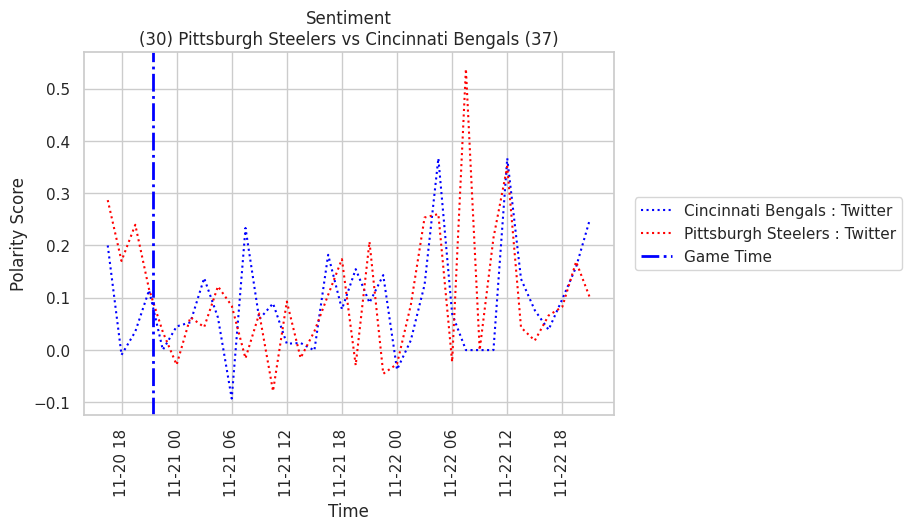 Sentiment
(30) Pittsburgh Steelers vs Cincinnati Bengals (37)
Polarity Score
0.5
0.4
0.3
0.2
0.1
0.0
−0.1
11-20 18
11-21 00
11-21 06
11-21 12
11-21 18
11-22 00
11-22 06
11-22 12
11-22 18
Time
Cincinnati Bengals : Twitter
Pittsburgh Steelers : Twitter
Game Time